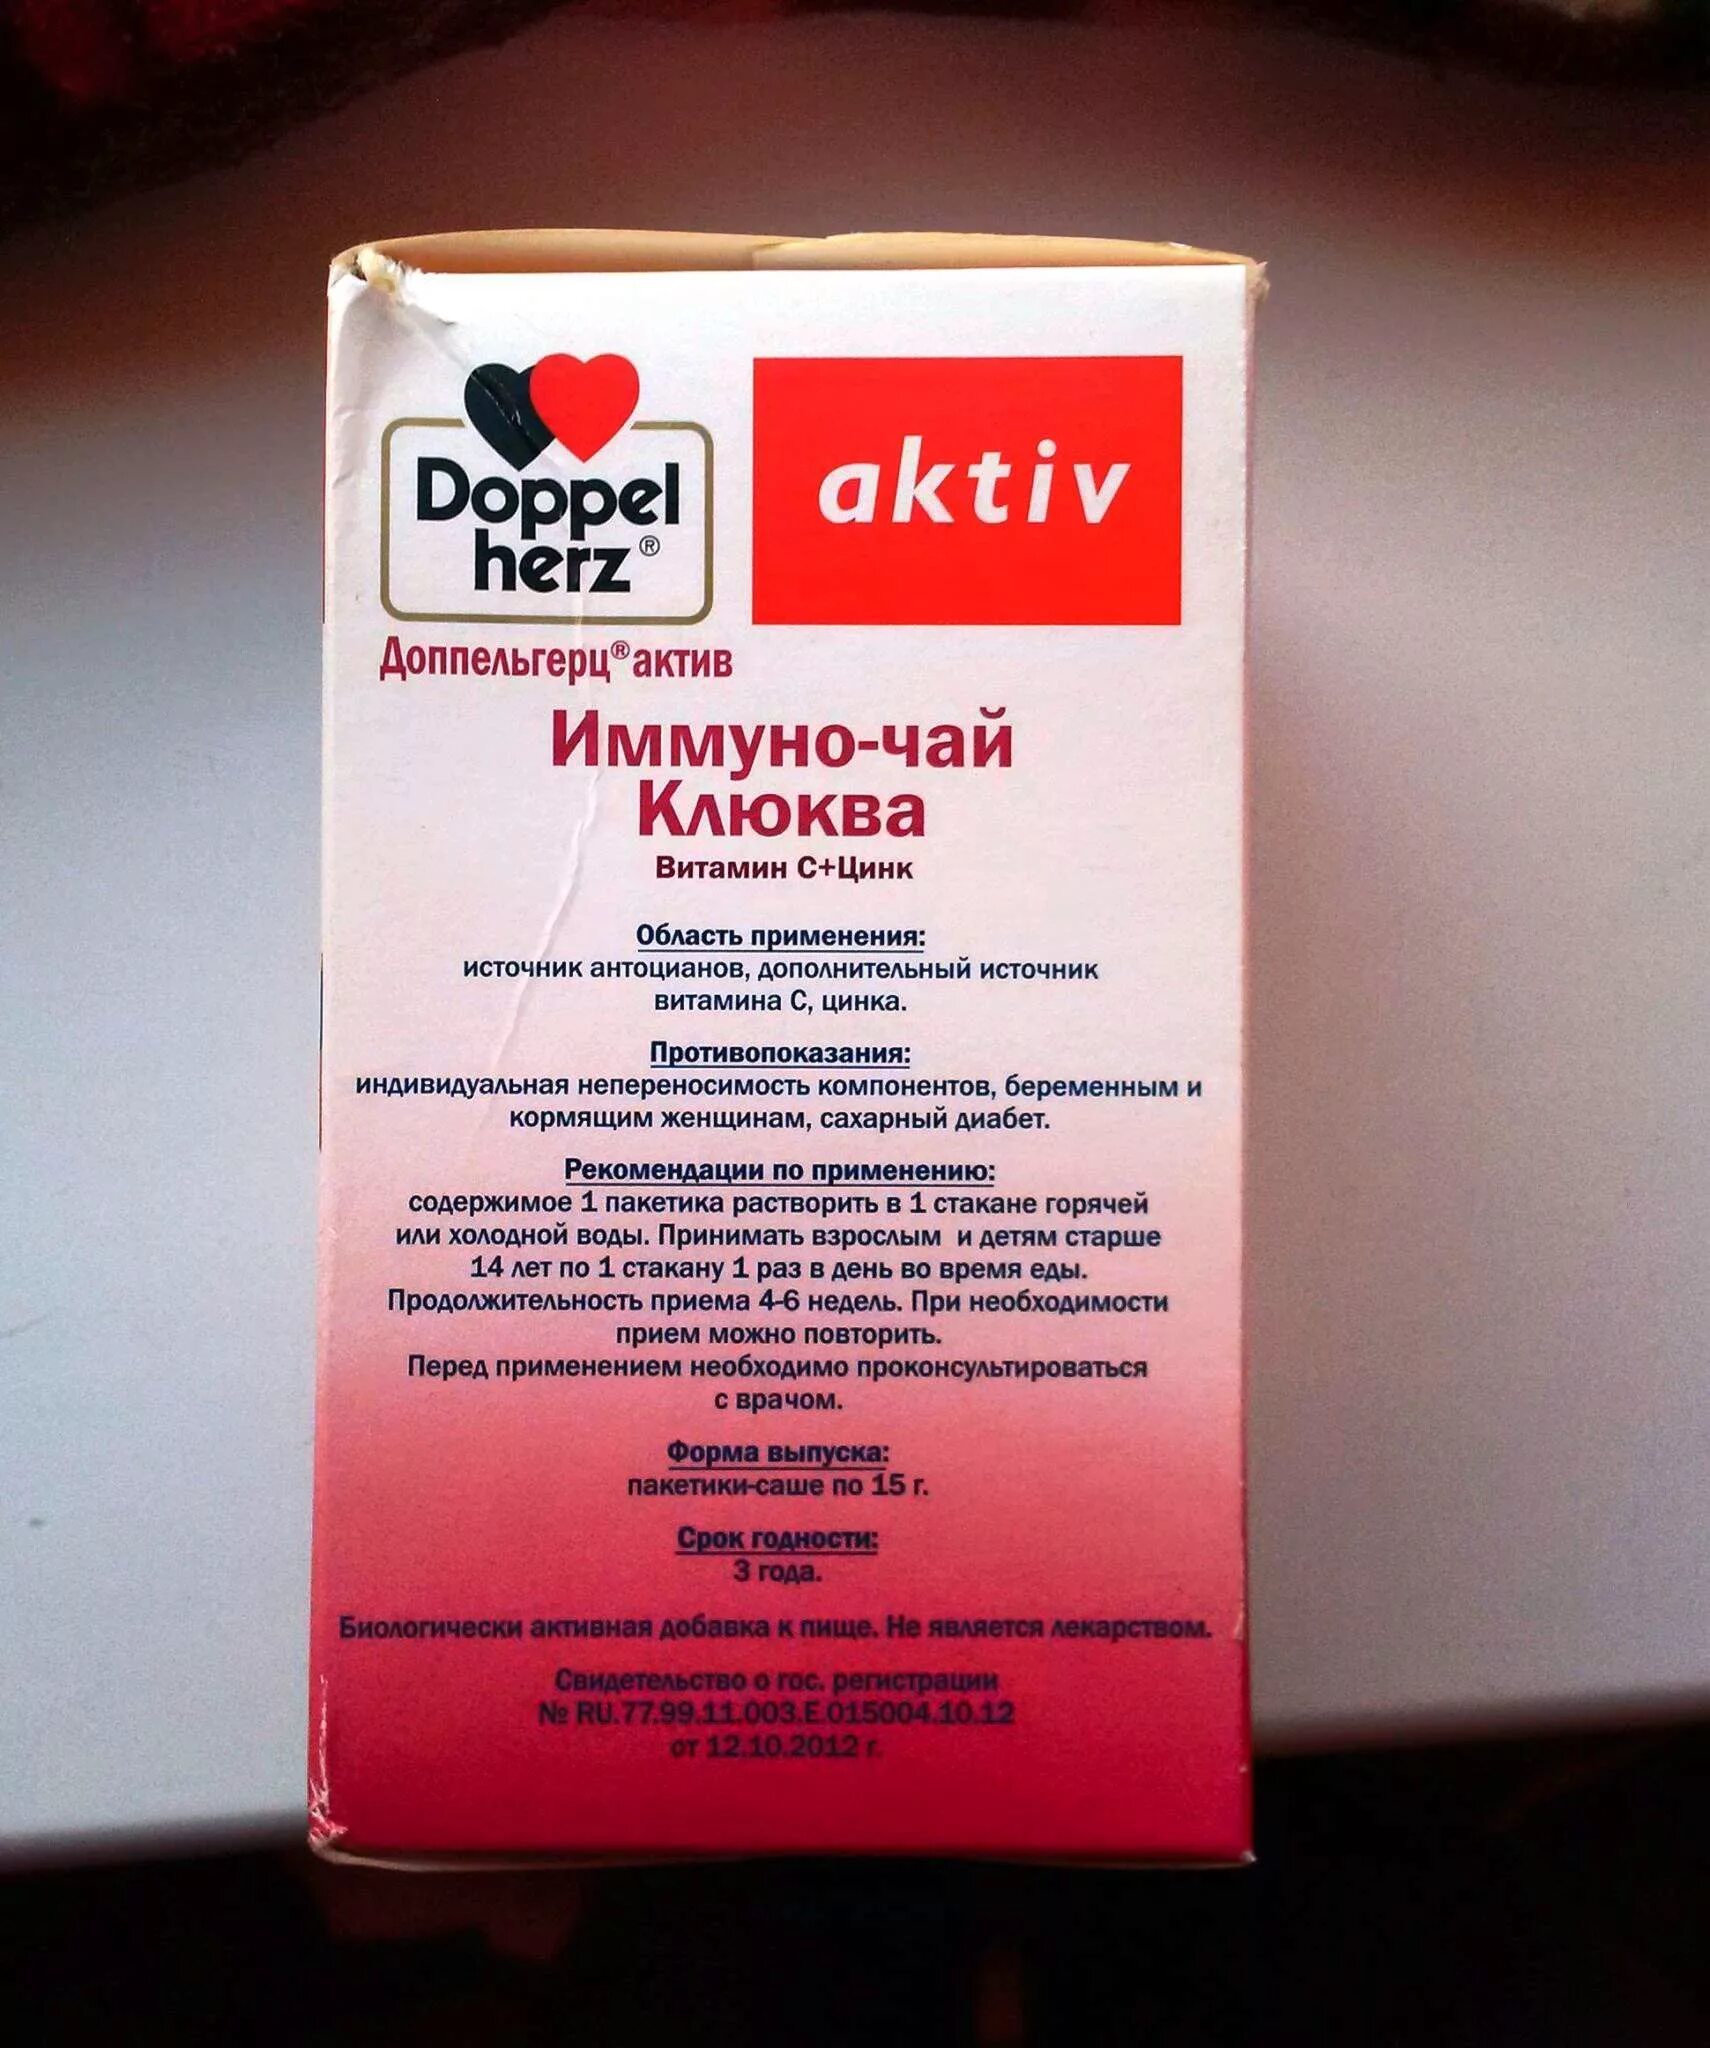 Doppel
herz®
aktiv
Доппельгерц® актив
Иммуно-чай
Клюква
Витамин С+Цинк
Область применения:
источник антоцианов, дополнительный источник
витамина С, цинка.
Противопоказания:
индивидуальная непереносимость компонентов, беременным и
кормящим женщинам, сахарный диабет.
Рекомендации по применению:
содержимое 1 пакетика растворить в 1 стакане горячей
или холодной воды. Принимать взрослым и детям старше
14 лет по 1 стакану 1 раз в день во время еды.
Продолжительность приема 4-6 недель. При необходимости
прием можно повторить.
Перед применением необходимо проконсультироваться
с врачом.
Форма выпуска:
пакетики-саше по 15 г.
Срок годности:
3 года.
Биологически активная добавка к пище. Не является лекарством.
Свидетельство о гос. регистрации
№ RU.77.99.11.003.Е.015004.10.12
от 12.10.2012 г.